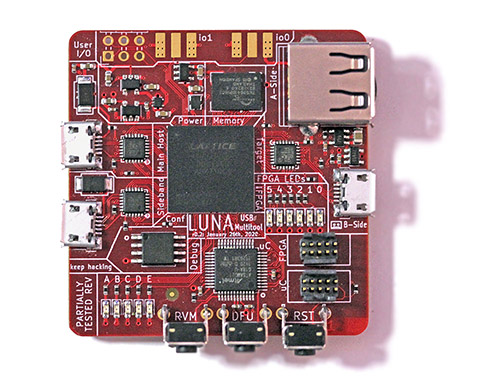 User
I/O
io1
io0
A-Side
Power
Memory
Main Host
LATTICE
Target
Sideband
FPGA LEDs
FPGA
5 4 3 2 1 0
Conf
LUNA
USB
Multitool
r0.2: January 26th, 2020
B-Side
Debug
uC
FPGA
keep hacking
Atmel
uC
PARTIALLY
TESTED REV
A B C D E
RVM
DFU
RST